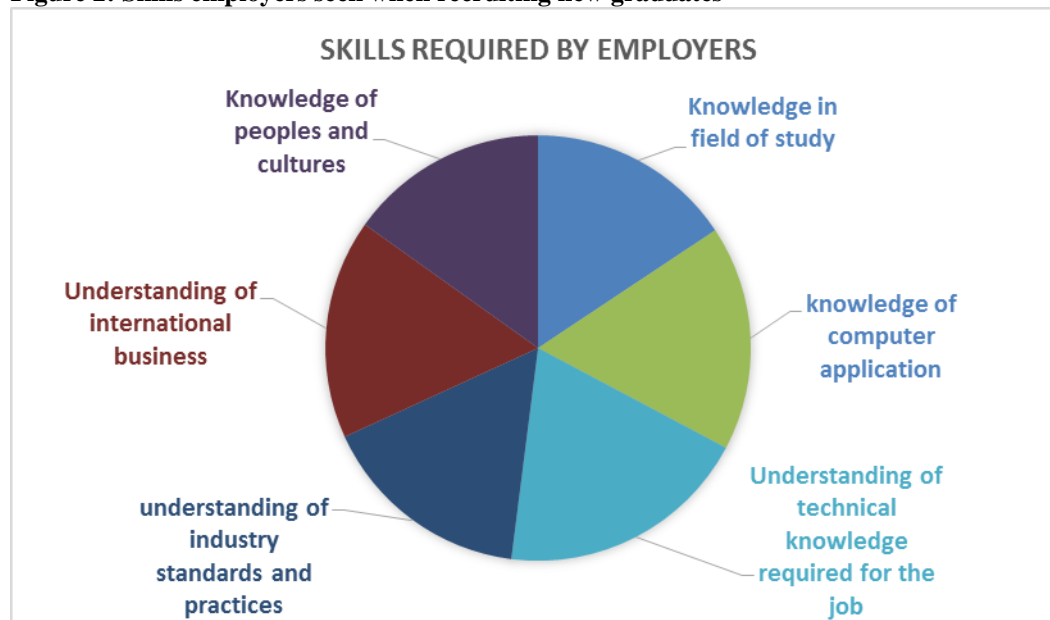 SKILLS REQUIRED BY EMPLOYERS
Knowledge of
peoples and
cultures
Knowledge in
field of study
Understanding of
international
business
knowledge of
computer
application
understanding of
industry
standards and
practices
Understanding of
technical
knowledge
required for the
job